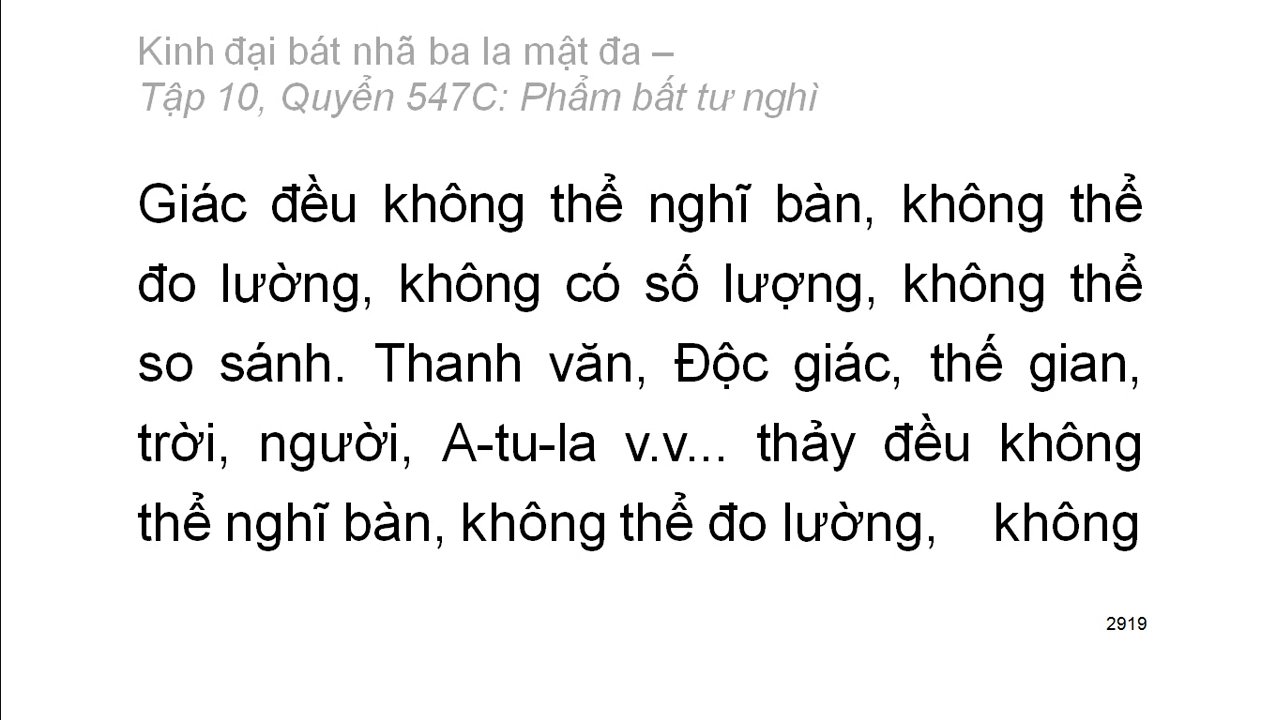 Kinh đại bát nhã ba la mật đa –
Tập 10, Quyển 547C: Phẩm bất tư nghì
Giác đều không thể nghĩ bàn, không thể
đo lường, không có số lượng, không thể
so sánh. Thanh văn, Độc giác, thế gian,
trời, người, A-tu-la v.v... thảy đều không
thể nghĩ bàn, không thể đo lường, không
2919